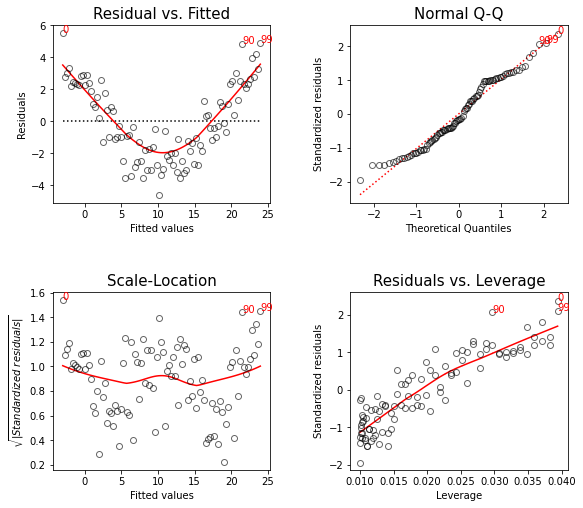 Residual vs. Fitted
Residuals
6
4
2
0
−2
−4
0
90
99
0 5 10 15 20 25
Fitted values
Normal Q-Q
Standardized residuals
2
1
0
−1
−2
0
90
99
−2 −1 0 1 2
Theoretical Quantiles
Scale-Location
√|Standardized residuals|
1.6
1.4
1.2
1.0
0.8
0.6
0.4
0.2
0
90
99
0 5 10 15 20 25
Fitted values
Residuals vs. Leverage
Standardized residuals
2
1
0
−1
−2
0
90
99
0.010 0.015 0.020 0.025 0.030 0.035 0.040
Leverage